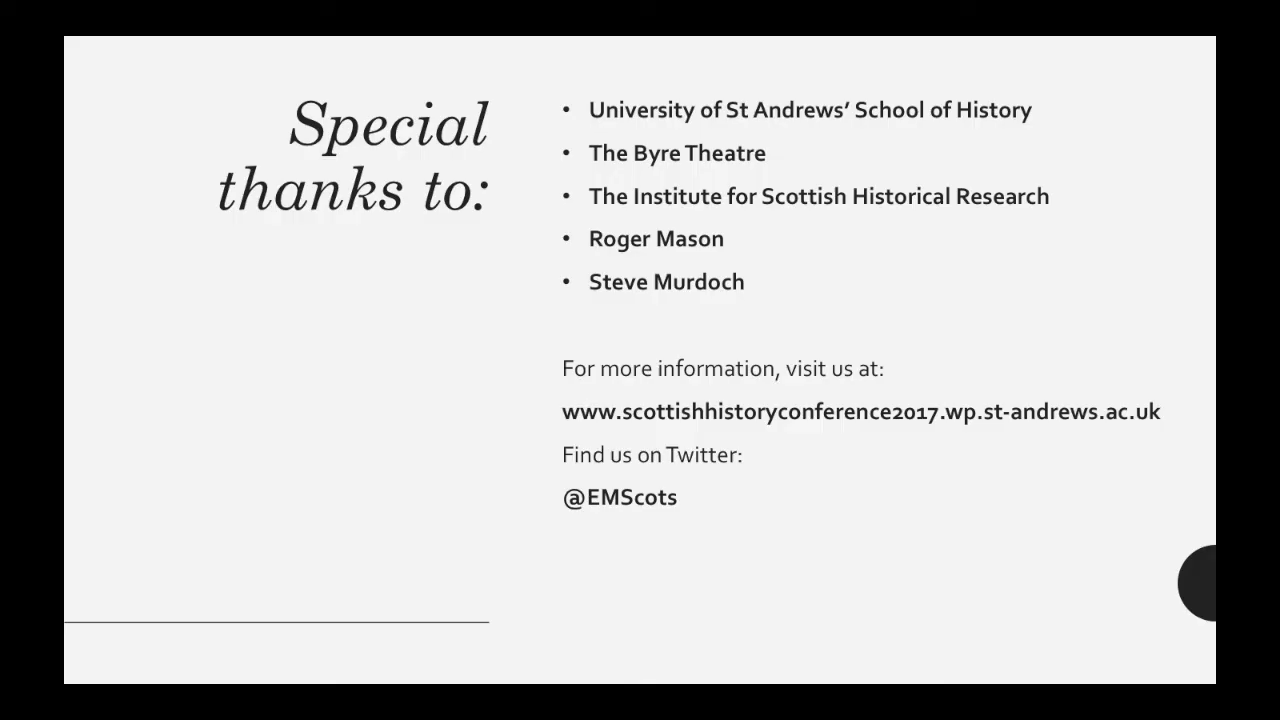 Special
thanks to:
• University of St Andrews’ School of History
• The Byre Theatre
• The Institute for Scottish Historical Research
• Roger Mason
• Steve Murdoch
For more information, visit us at:
www.scottishhistoryconference2017.wp.st-andrews.ac.uk
Find us on Twitter:
@EMScots